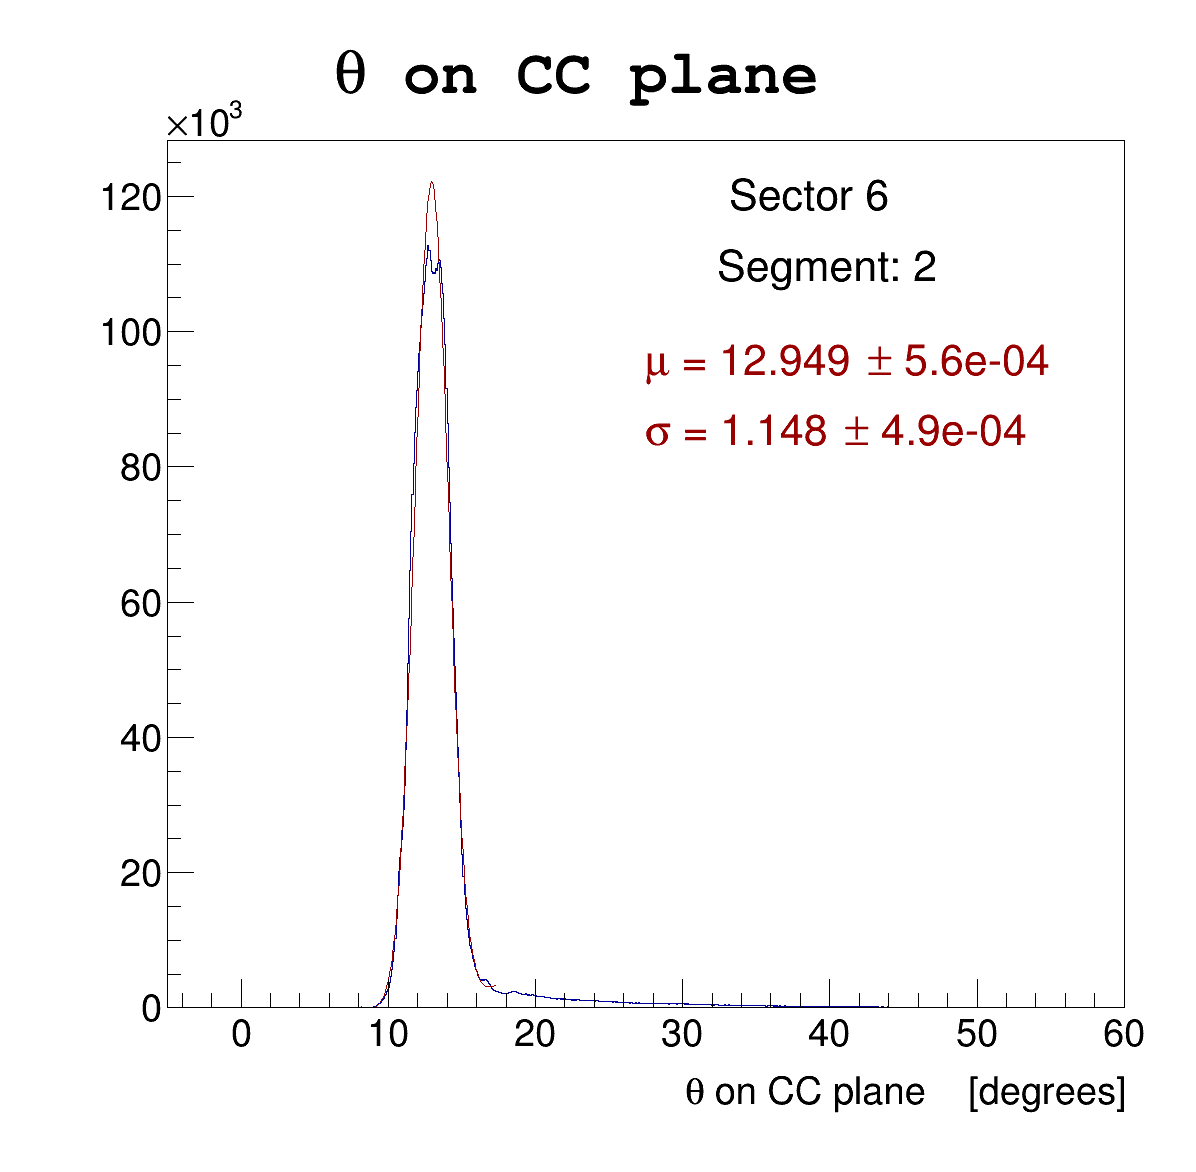 θ on CC plane
×10³
Sector 6
Segment: 2
μ = 12.949 ± 5.6e-04
σ = 1.148 ± 4.9e-04
120
100
80
60
40
20
0
0 10 20 30 40 50 60
θ on CC plane [degrees]